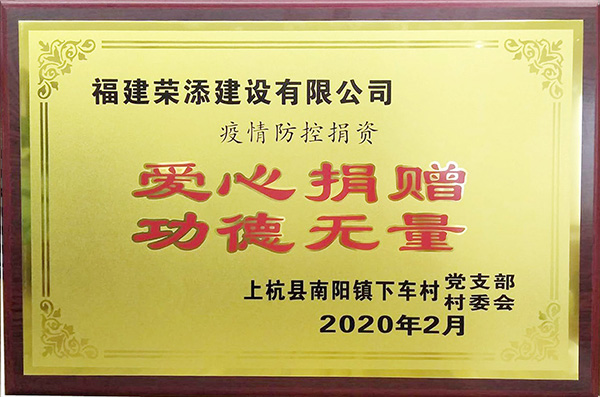 福建荣添建设有限公司
疫情防控捐资
爱心捐赠
功德无量
上杭县南阳镇下车村党支部
村委会
2020年2月